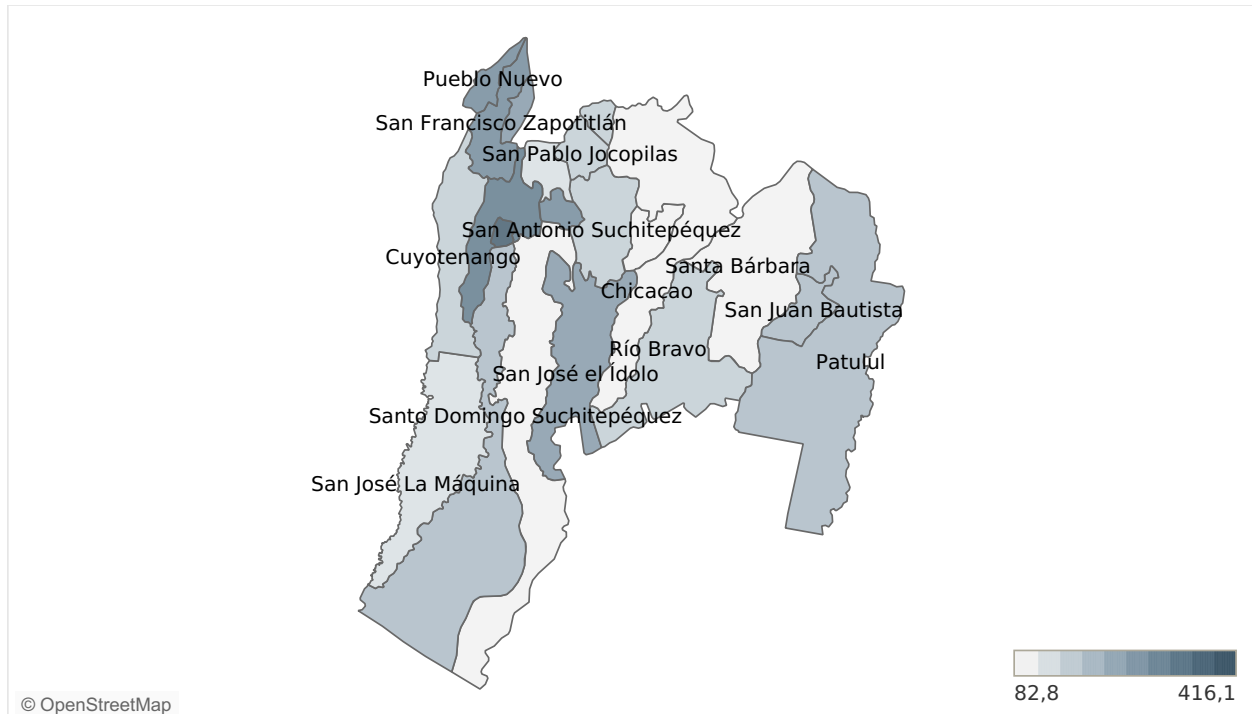 Pueblo Nuevo
San Francisco Zapotitlán
San Pablo Jocopilas
San Antonio Suchitepéquez
Cuyotenango
Santa Bárbara
Chicacao
San Juan Bautista
Río Bravo
Patulul
San José el Ídolo
Santo Domingo Suchitepéquez
San José La Máquina
82,8
416,1
© OpenStreetMap